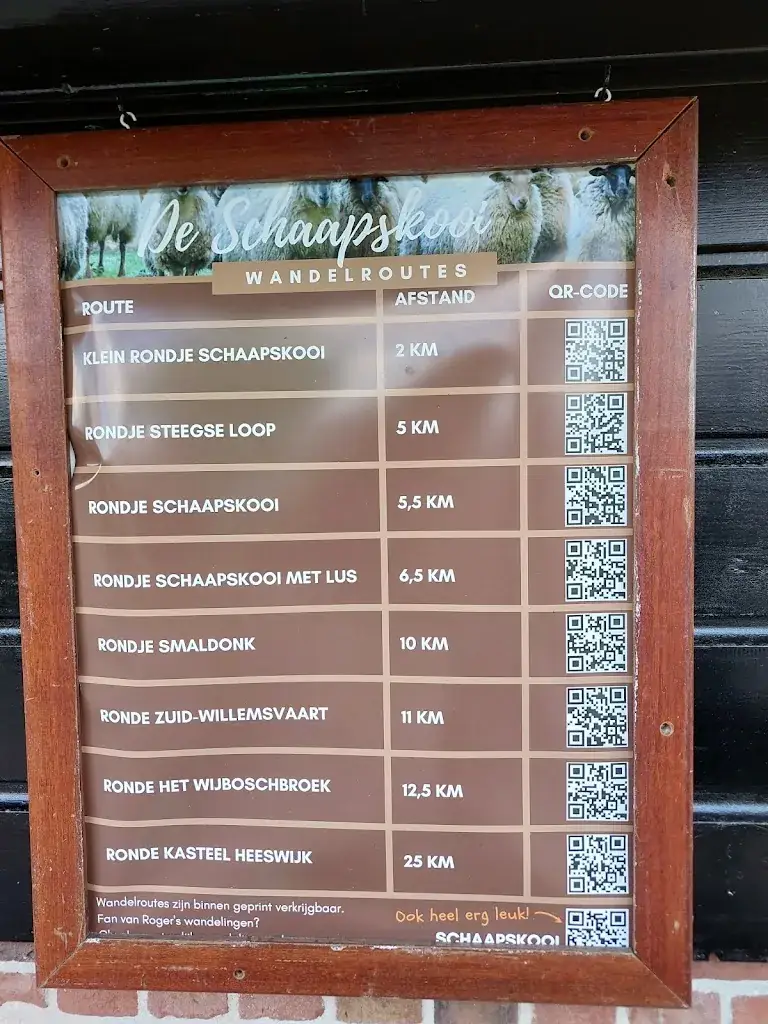 De Schaapskooi
WANDELROUTES
ROUTE AFSTAND QR-CODE
KLEIN RONDJE SCHAAPSKOOI 2 KM
RONDJE STEEGSE LOOP 5 KM
RONDJE SCHAAPSKOOI 5,5 KM
RONDJE SCHAAPSKOOI MET LUS 6,5 KM
RONDJE SMALDONK 10 KM
RONDE ZUID-WILLEMSVAART 11 KM
RONDE HET WIJBOSCHBROEK 12,5 KM
RONDE KASTEEL HEESWIJK 25 KM
Wandelroutes zijn binnen geprint verkrijgbaar.
Fan van Roger's wandelingen?
Ook heel erg leuk!
SCHAAPSKOOI